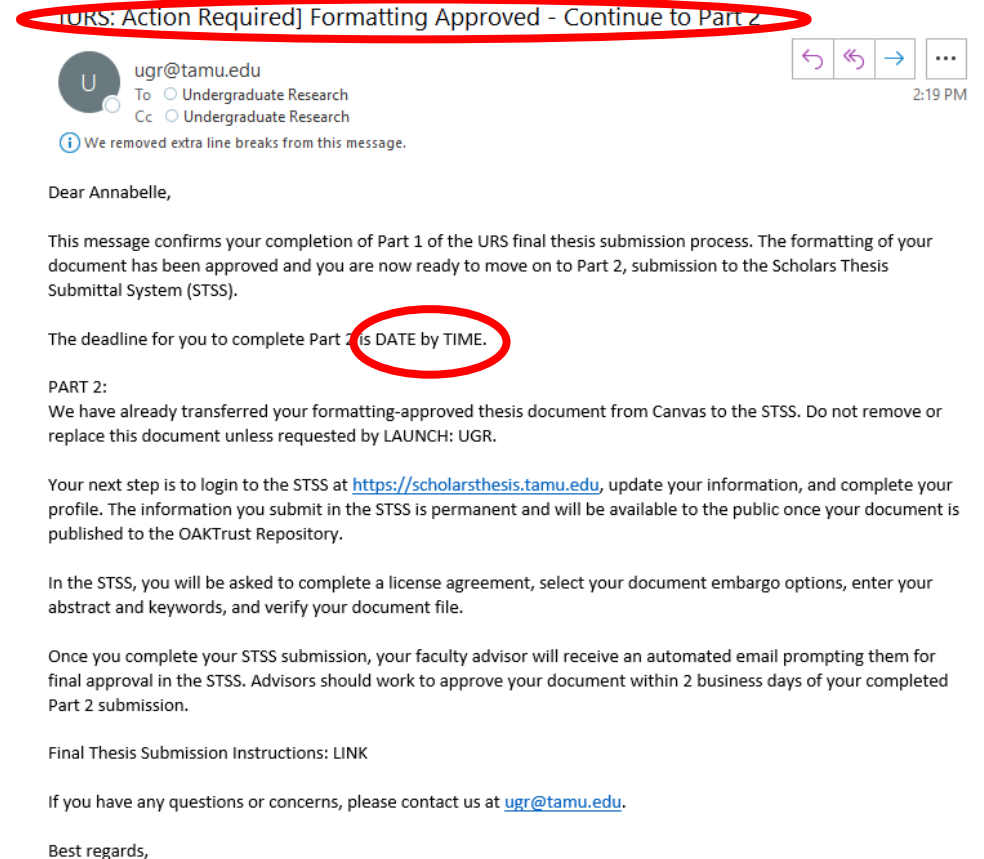 [URS: Action Required] Formatting Approved - Continue to Part 2
U
ugr@tamu.edu
To Undergraduate Research
Cc Undergraduate Research
2:19 PM
We removed extra line breaks from this message.
Dear Annabelle,
This message confirms your completion of Part 1 of the URS final thesis submission process. The formatting of your
document has been approved and you are now ready to move on to Part 2, submission to the Scholars Thesis
Submittal System (STSS).
The deadline for you to complete Part 2 is DATE by TIME.
PART 2:
We have already transferred your formatting-approved thesis document from Canvas to the STSS. Do not remove or
replace this document unless requested by LAUNCH: UGR.
Your next step is to login to the STSS at https://scholarsthesis.tamu.edu, update your information, and complete your
profile. The information you submit in the STSS is permanent and will be available to the public once your document is
published to the OAKTrust Repository.
In the STSS, you will be asked to complete a license agreement, select your document embargo options, enter your
abstract and keywords, and verify your document file.
Once you complete your STSS submission, your faculty advisor will receive an automated email prompting them for
final approval in the STSS. Advisors should work to approve your document within 2 business days of your completed
Part 2 submission.
Final Thesis Submission Instructions: LINK
If you have any questions or concerns, please contact us at ugr@tamu.edu.
Best regards,